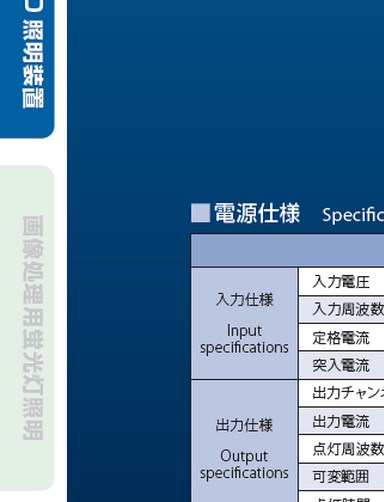 照明装置
画像処理用蛍光灯照明
■電源仕様 Specific
入力仕様
Input
specifications
入力電圧
入力周波数
定格電流
突入電流
出力仕様
Output
specifications
出力チャンネ
出力電流
点灯周波数
可変範囲